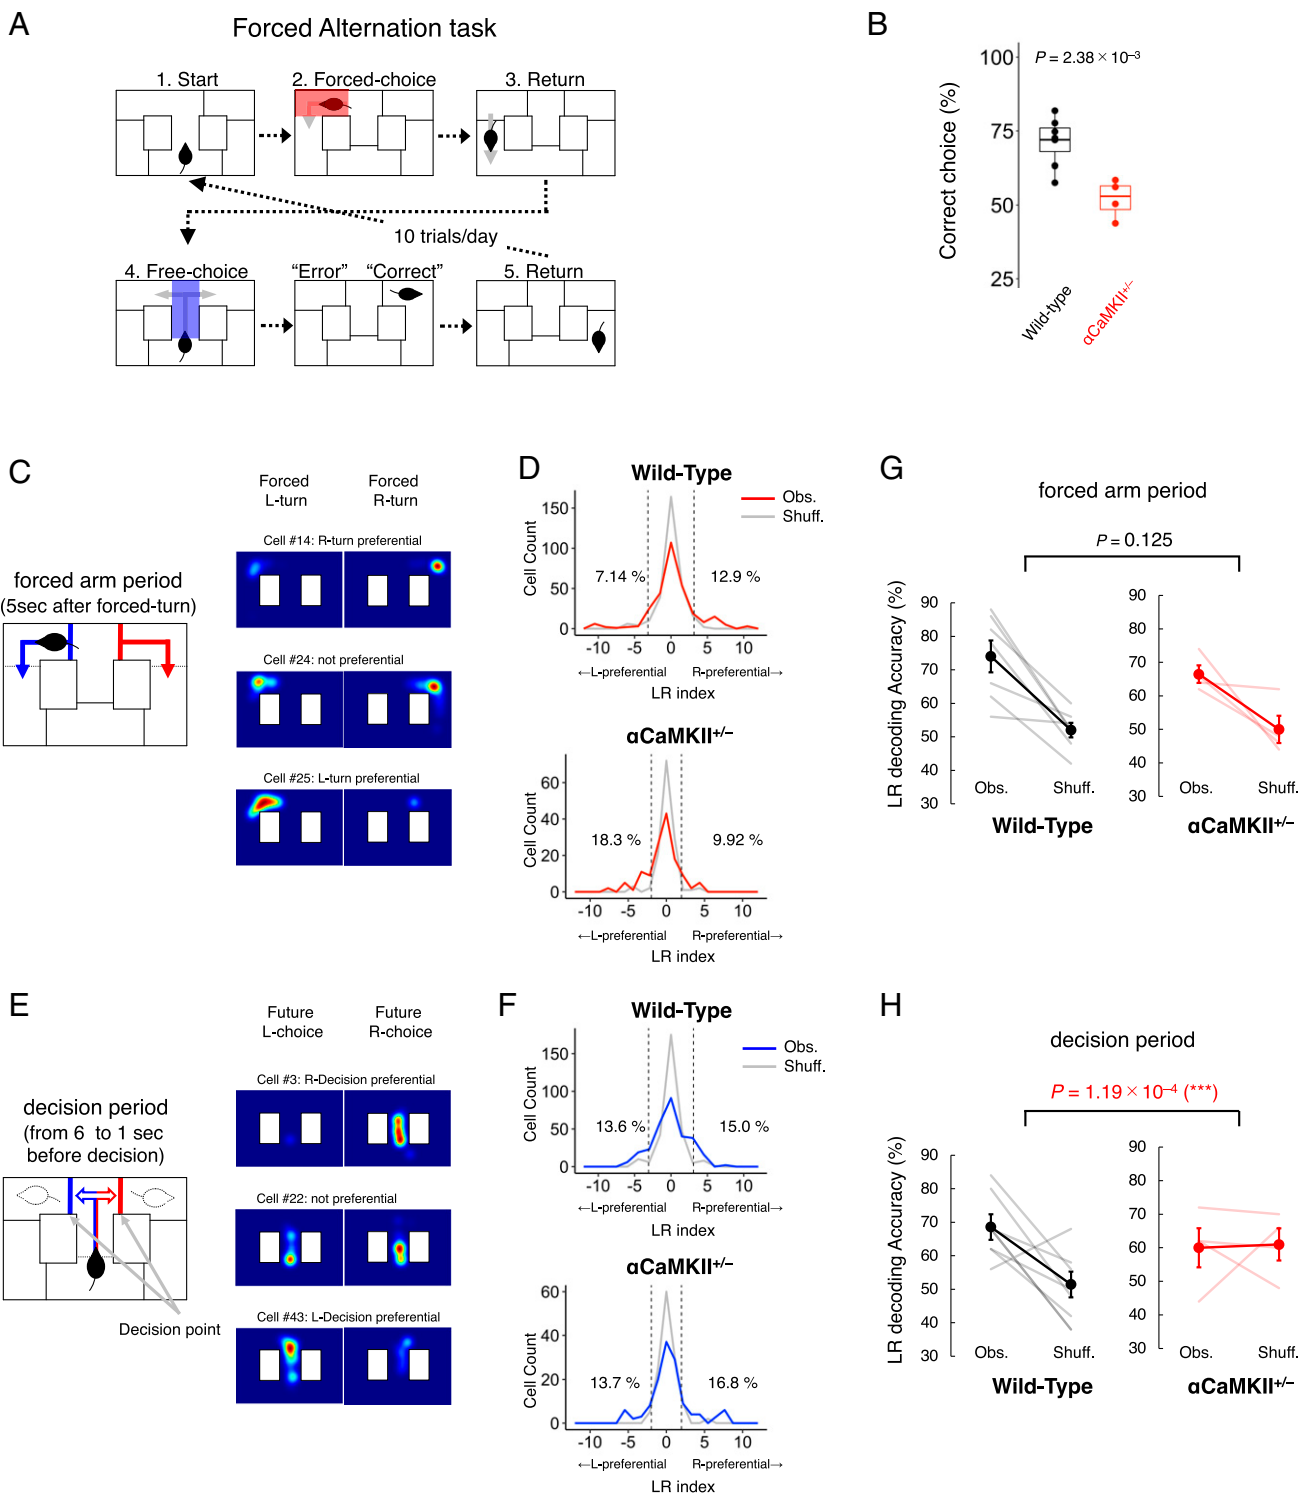 A
Forced Alternation task
1. Start
2. Forced-choice
3. Return
10 trials/day
4. Free-choice
“Error”
“Correct”
5. Return
B
P = 2.38 × 10⁻³
Correct choice (%)
100
75
50
25
Wild-type
αCaMKII⁺/⁻
C
forced arm period
(5sec after forced-turn)
Forced
L-turn
Forced
R-turn
Cell #14: R-turn preferential
Cell #24: not preferential
Cell #25: L-turn preferential
D
Wild-Type
Obs.
Shuff.
Cell Count
150
100
50
0
7.14 %
12.9 %
-10 -5 0 5 10
←L-preferential
R-preferential→
LR index
αCaMKII⁺/⁻
Cell Count
60
40
20
0
18.3 %
9.92 %
-10 -5 0 5 10
←L-preferential
R-preferential→
LR index
G
forced arm period
P = 0.125
LR decoding Accuracy (%)
90
80
70
60
50
40
30
Obs.
Shuff.
Wild-Type
90
80
70
60
50
40
30
Obs.
Shuff.
αCaMKII⁺/⁻
E
decision period
(from 6 to 1 sec
before decision)
Decision point
Future
L-choice
Future
R-choice
Cell #3: R-Decision preferential
Cell #22: not preferential
Cell #43: L-Decision preferential
F
Wild-Type
Obs.
Shuff.
Cell Count
150
100
50
0
13.6 %
15.0 %
-10 -5 0 5 10
←L-preferential
R-preferential→
LR index
αCaMKII⁺/⁻
Cell Count
60
40
20
0
13.7 %
16.8 %
-10 -5 0 5 10
←L-preferential
R-preferential→
LR index
H
decision period
P = 1.19 × 10⁻⁴ (***)
LR decoding Accuracy (%)
90
80
70
60
50
40
30
Obs.
Shuff.
Wild-Type
90
80
70
60
50
40
30
Obs.
Shuff.
αCaMKII⁺/⁻